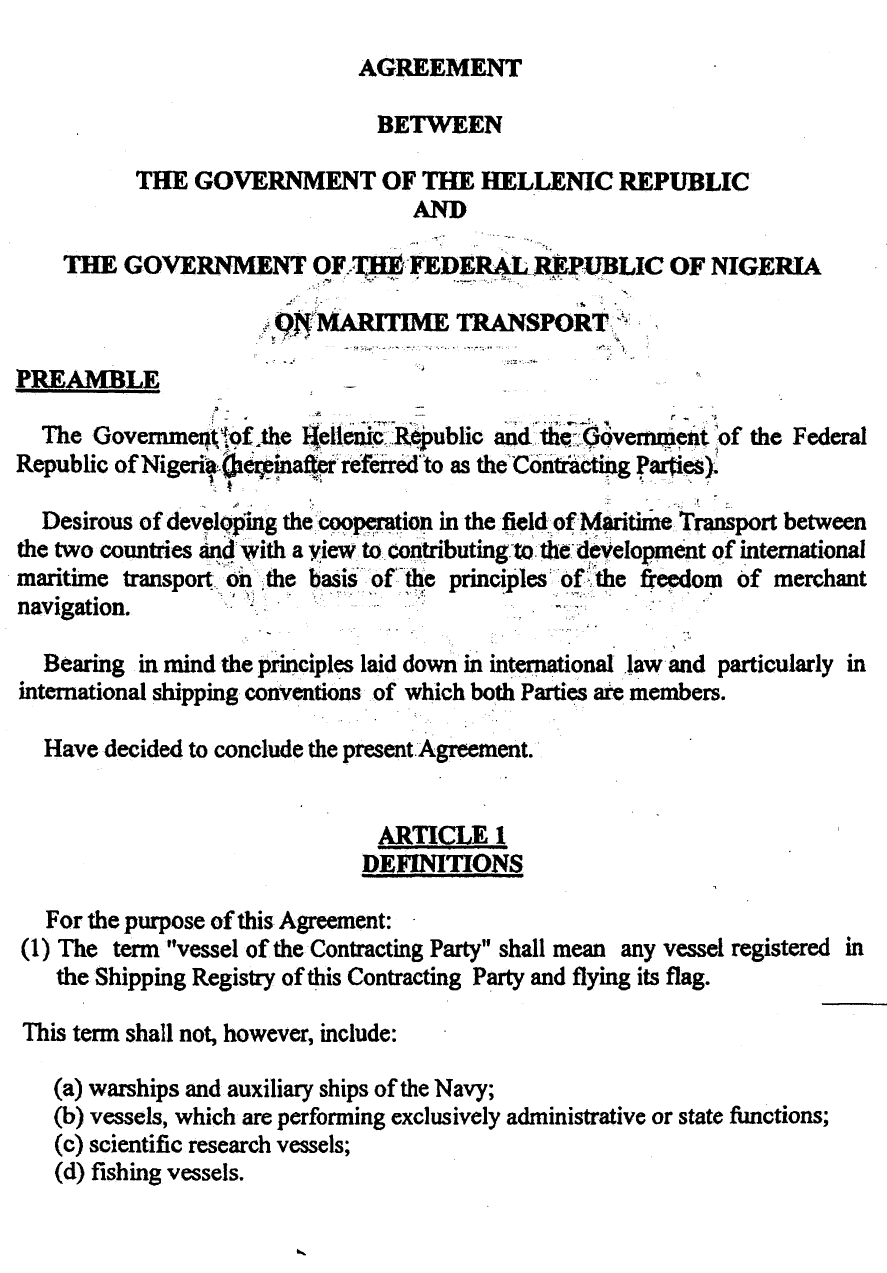 AGREEMENT
BETWEEN
THE GOVERNMENT OF THE HELLENIC REPUBLIC
AND
THE GOVERNMENT OF THE FEDERAL REPUBLIC OF NIGERIA
ON MARITIME TRANSPORT
PREAMBLE
The Government of the Hellenic Republic and the Government of the Federal
Republic of Nigeria (hereinafter referred to as the Contracting Parties).
Desirous of developing the cooperation in the field of Maritime Transport between
the two countries and with a view to contributing to the development of international
maritime transport on the basis of the principles of the freedom of merchant
navigation.
Bearing in mind the principles laid down in international law and particularly in
international shipping conventions of which both Parties are members.
Have decided to conclude the present Agreement.
ARTICLE 1
DEFINITIONS
For the purpose of this Agreement:
(1) The term "vessel of the Contracting Party" shall mean any vessel registered in
the Shipping Registry of this Contracting Party and flying its flag.
This term shall not, however, include:
(a) warships and auxiliary ships of the Navy;
(b) vessels, which are performing exclusively administrative or state functions;
(c) scientific research vessels;
(d) fishing vessels.